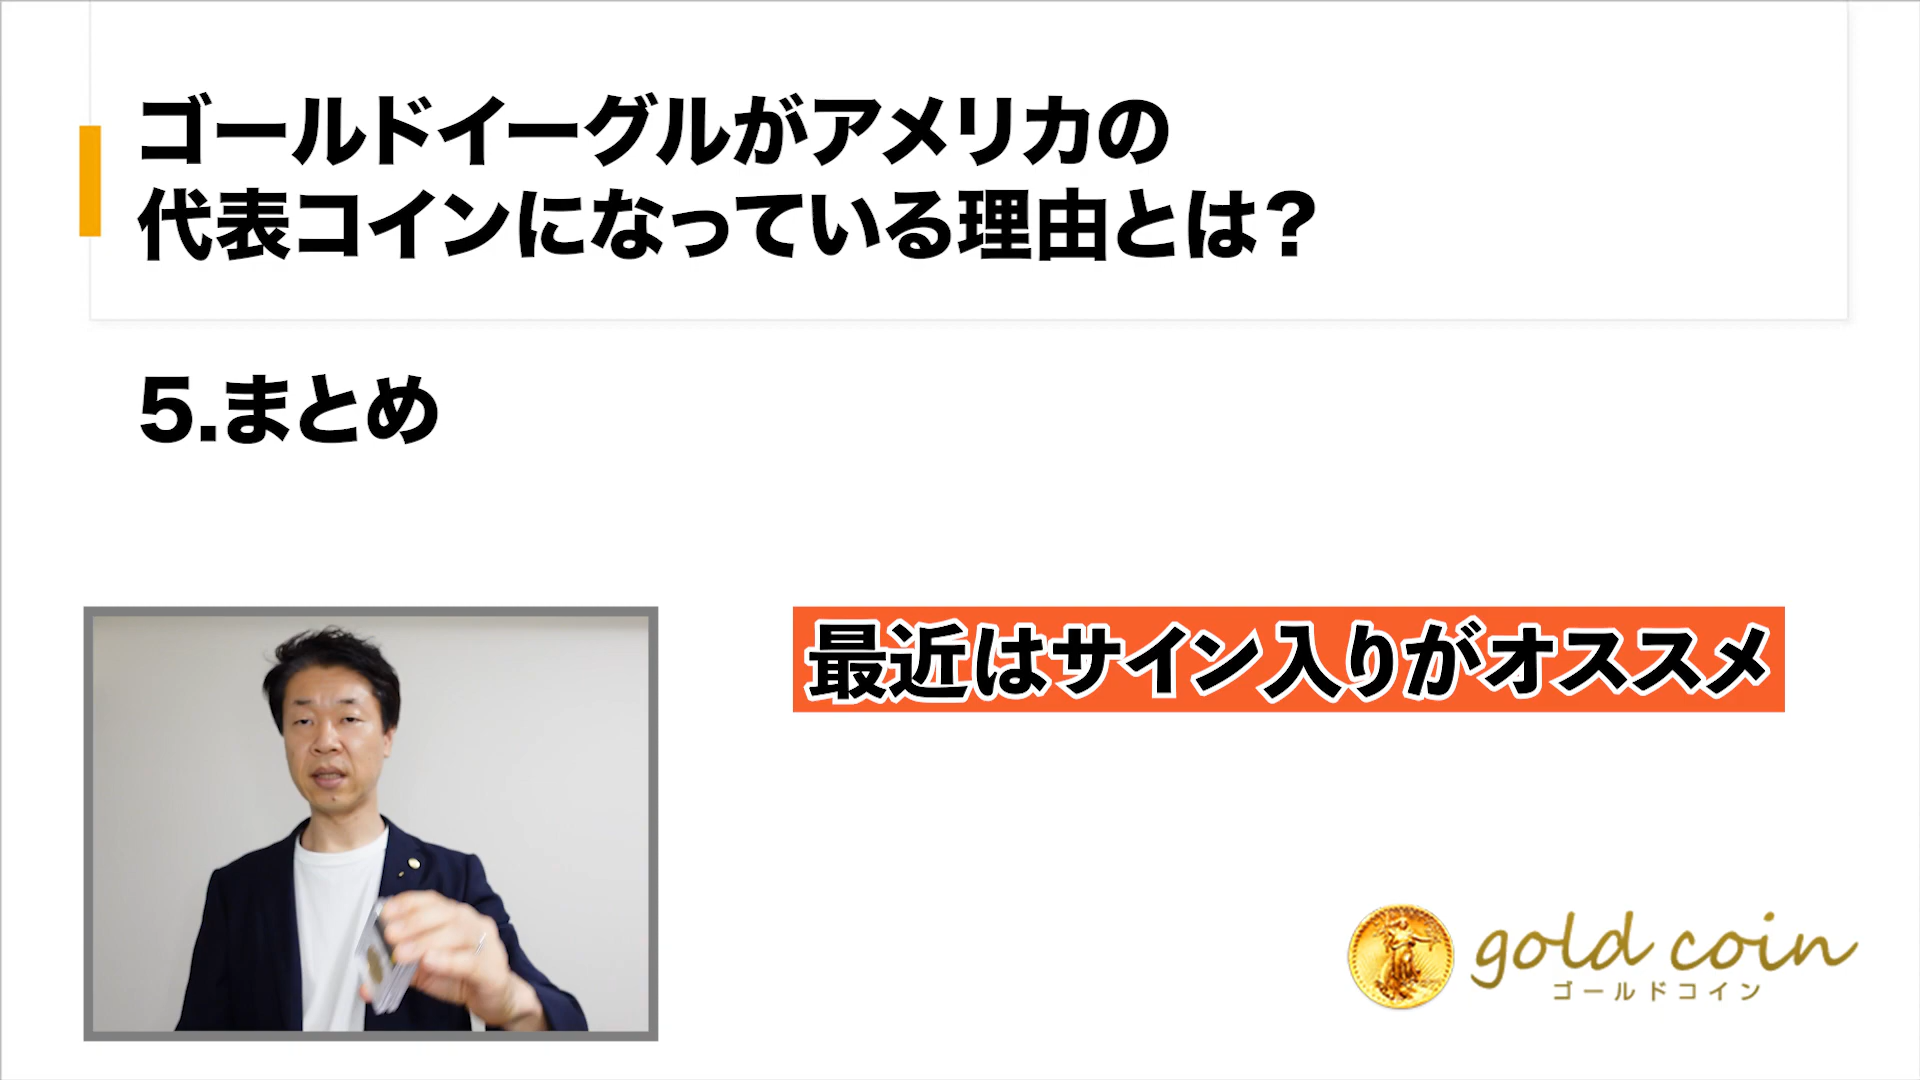 ゴールドイーグルがアメリカの
代表コインになっている理由とは？
5.まとめ
最近はサイン入りがオススメ
gold coin
ゴールドコイン